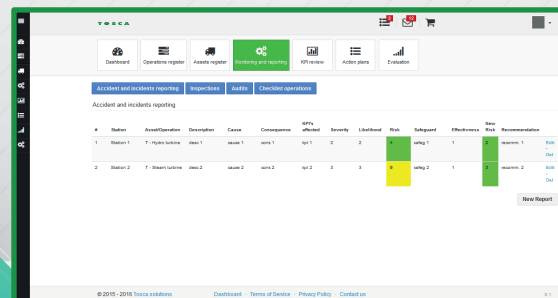 TOSCA
12
Dashboard
Operations register
Assets register
Monitoring and reporting
KPI review
Action plans
Evaluation
Accident and incidents reporting Inspections Audits Checklist operations
Accident and incidents reporting
# Station Asset/Operation Description Cause Consequence KPI's affected Severity Likelihood Risk Safeguard Effectiveness New Risk Recommendation
1 Station 1 T - Hydro turbine desc 1 cause 1 cons 1 kpi 1 2 2 4 safeg 1 1 2 recomm. 1 Edit - Del
2 Station 2 T - Steam turbine desc 2 cause 2 cons 2 kpi 2 3 3 9 safeg 2 1 3 recomm. 2 Edit - Del
New Report
© 2015 - 2016 Tosca solutions Dashboard - Terms of Service - Privacy Policy - Contact us